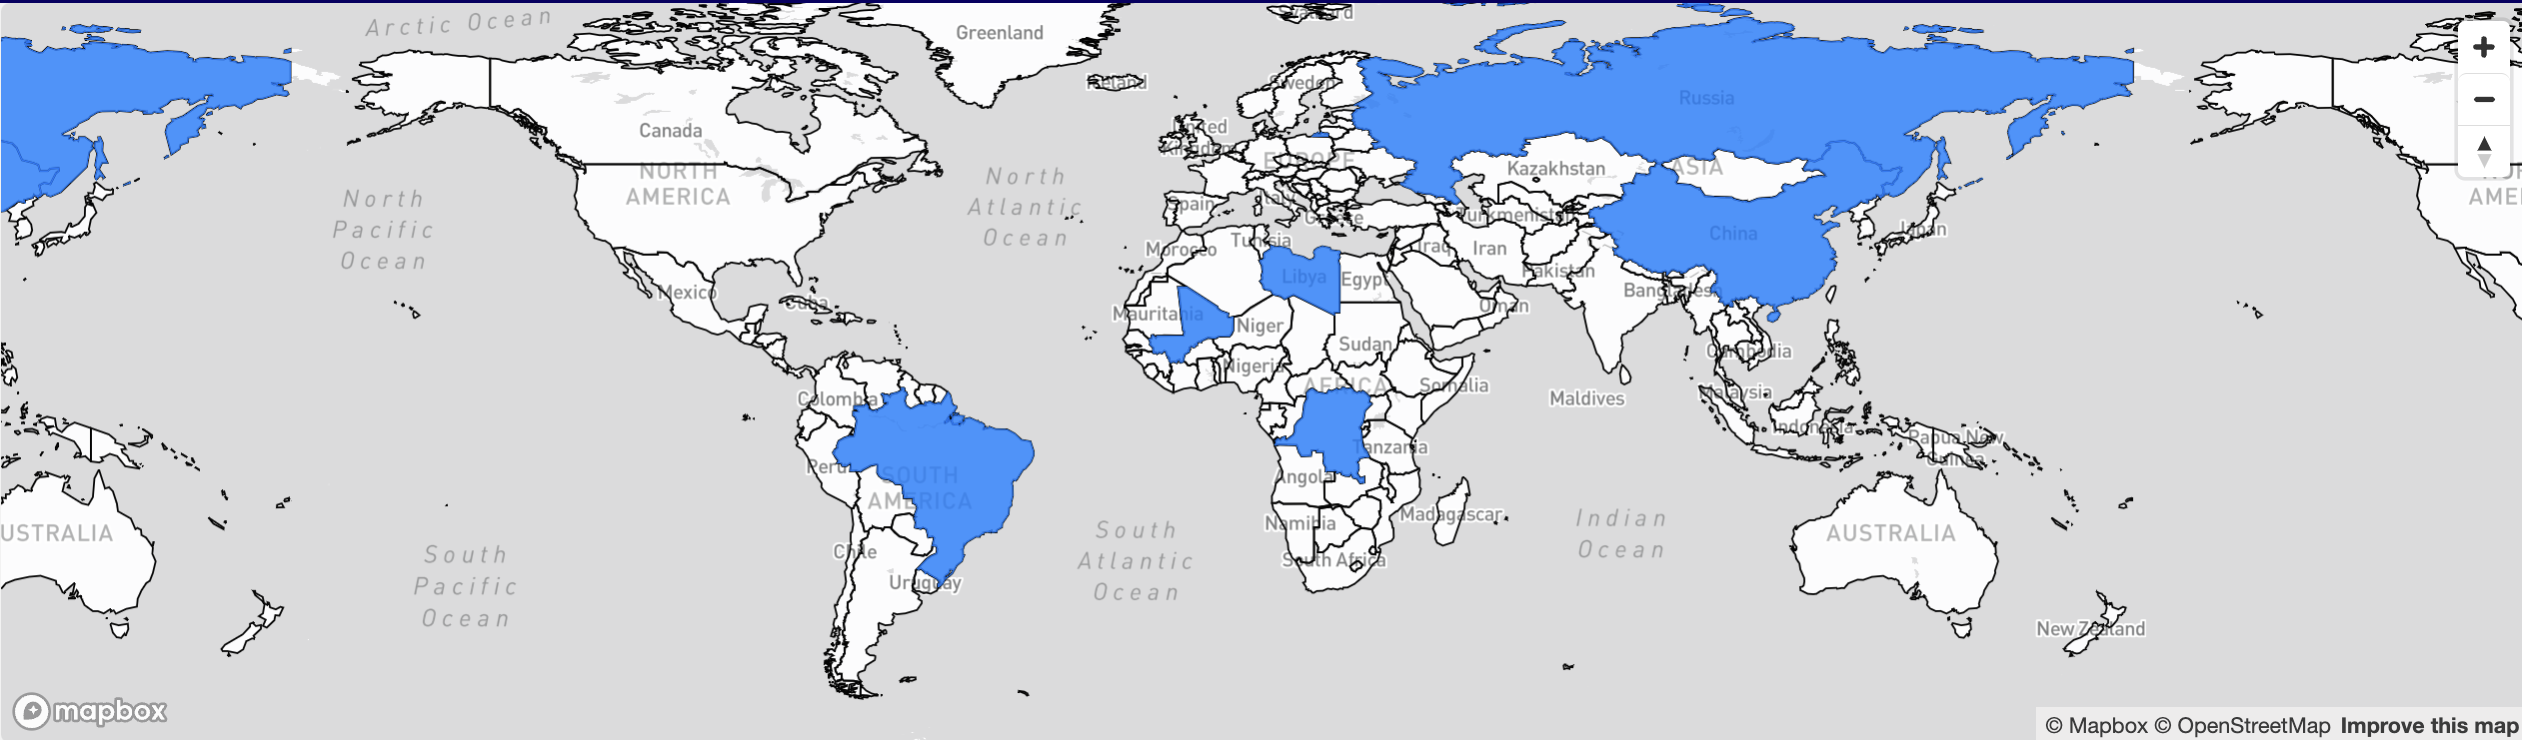 Arctic Ocean
Greenland
Svalbard
Iceland
Sweden
Russia
Canada
United
Kingdom
EUROPE
NORTH
AMERICA
Kazakhstan
ASIA
North
Pacific
Ocean
North
Atlantic
Ocean
Spain
Italy
Greece
Turkmenistan
AME
Morocco
Tunisia
Iraq
Iran
China
Japan
Libya
Egypt
Pakistan
Mexico
Cuba
Bangladesh
Oman
Mauritania
Niger
Sudan
Cambodia
Nigeria
AFRICA
Somalia
Maldives
Malaysia
Colombia
Indonesia
Papua New
Guinea
Tanzania
Peru
SOUTH
AMERICA
Angola
Namibia
Madagascar
South Africa
Indian
Ocean
USTRALIA
AUSTRALIA
South
Pacific
Ocean
Chile
Uruguay
South
Atlantic
Ocean
New Zealand
mapbox
© Mapbox © OpenStreetMap Improve this map